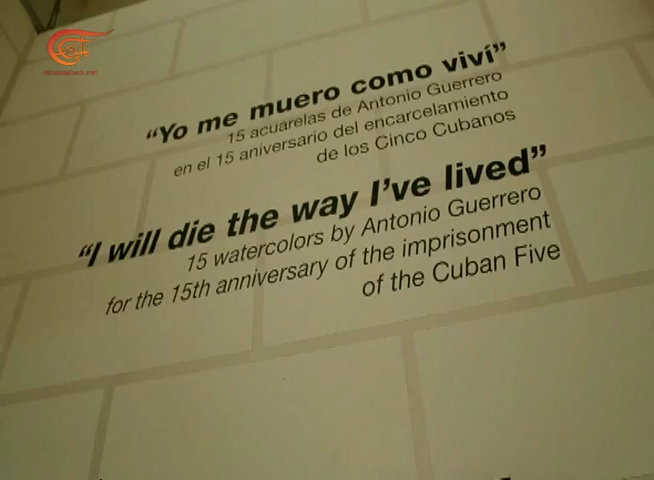 “Yo me muero como viví”
15 acuarelas de Antonio Guerrero
en el 15 aniversario del encarcelamiento
de los Cinco Cubanos
“I will die the way I’ve lived”
15 watercolors by Antonio Guerrero
for the 15th anniversary of the imprisonment
of the Cuban Five